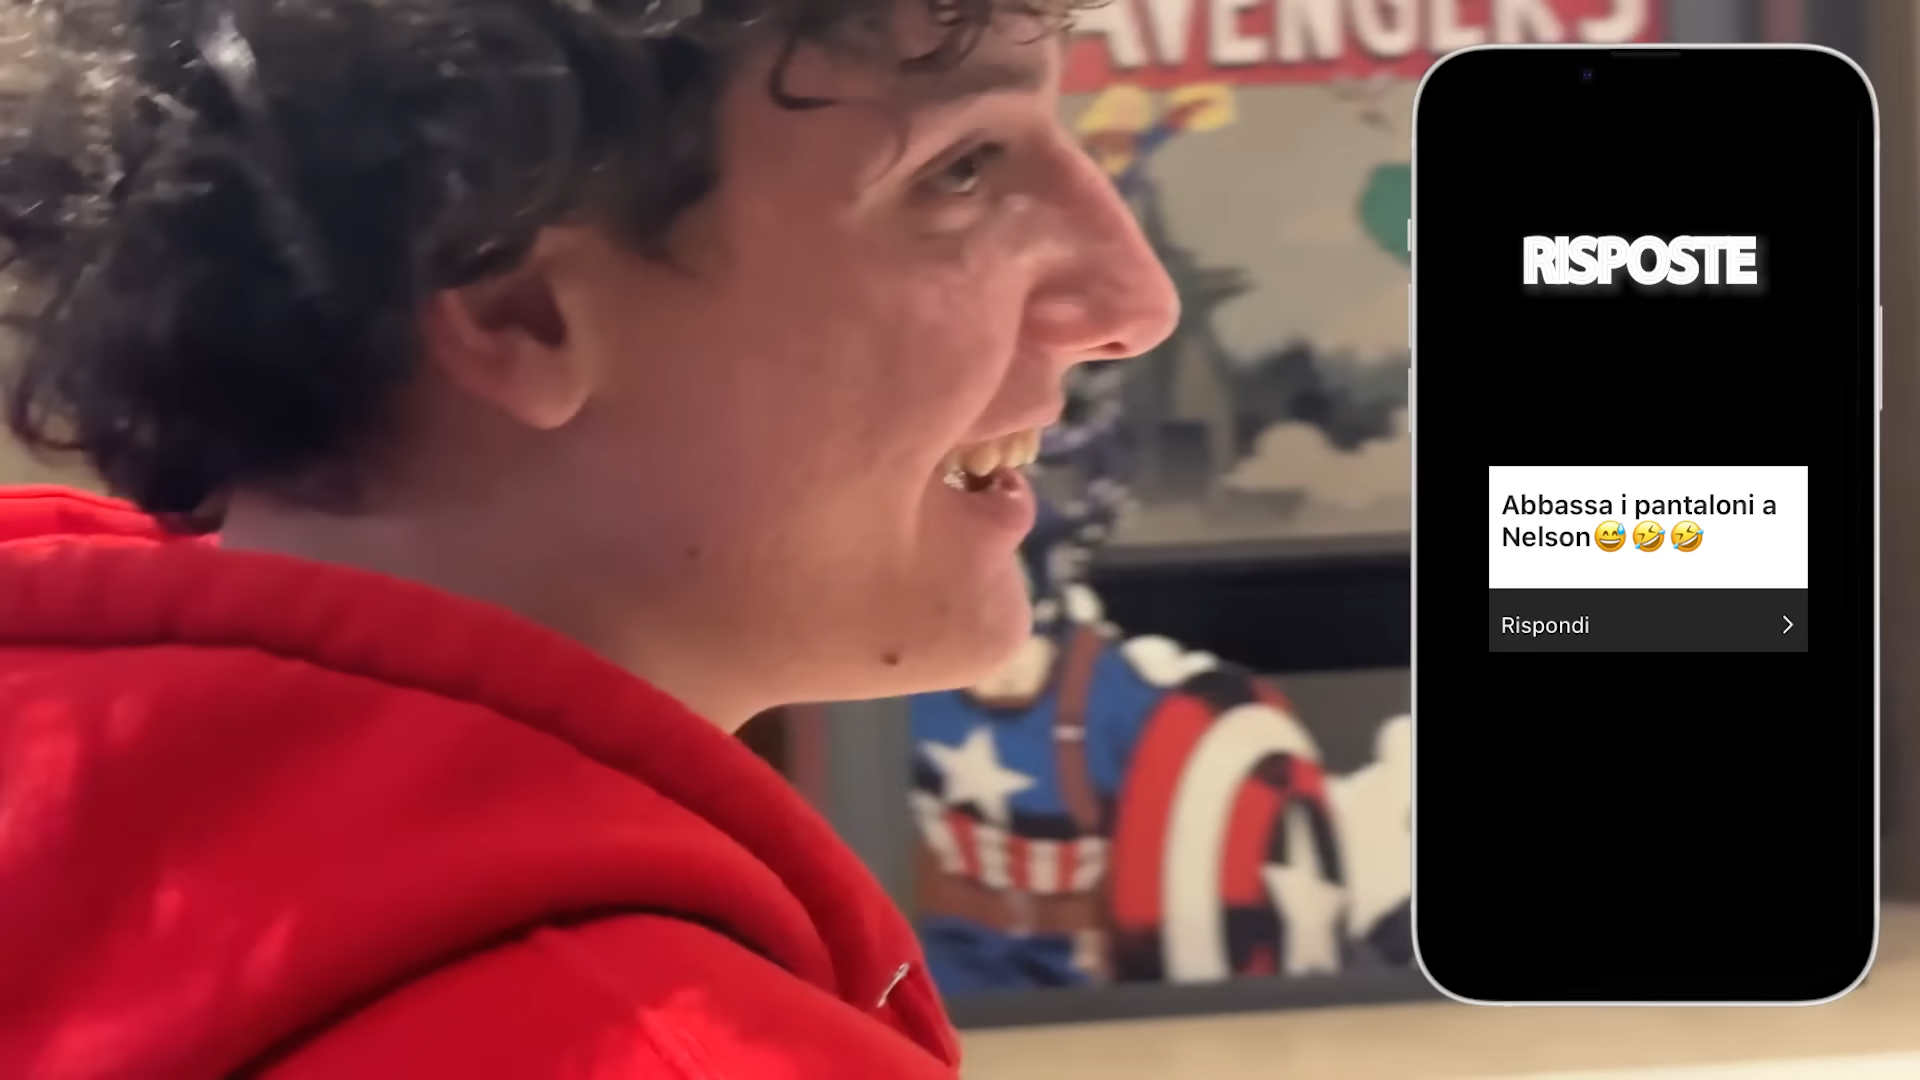 AVENGERS
RISPOSTE
Abbassa i pantaloni a
Nelson😅🤣🤣
Rispondi